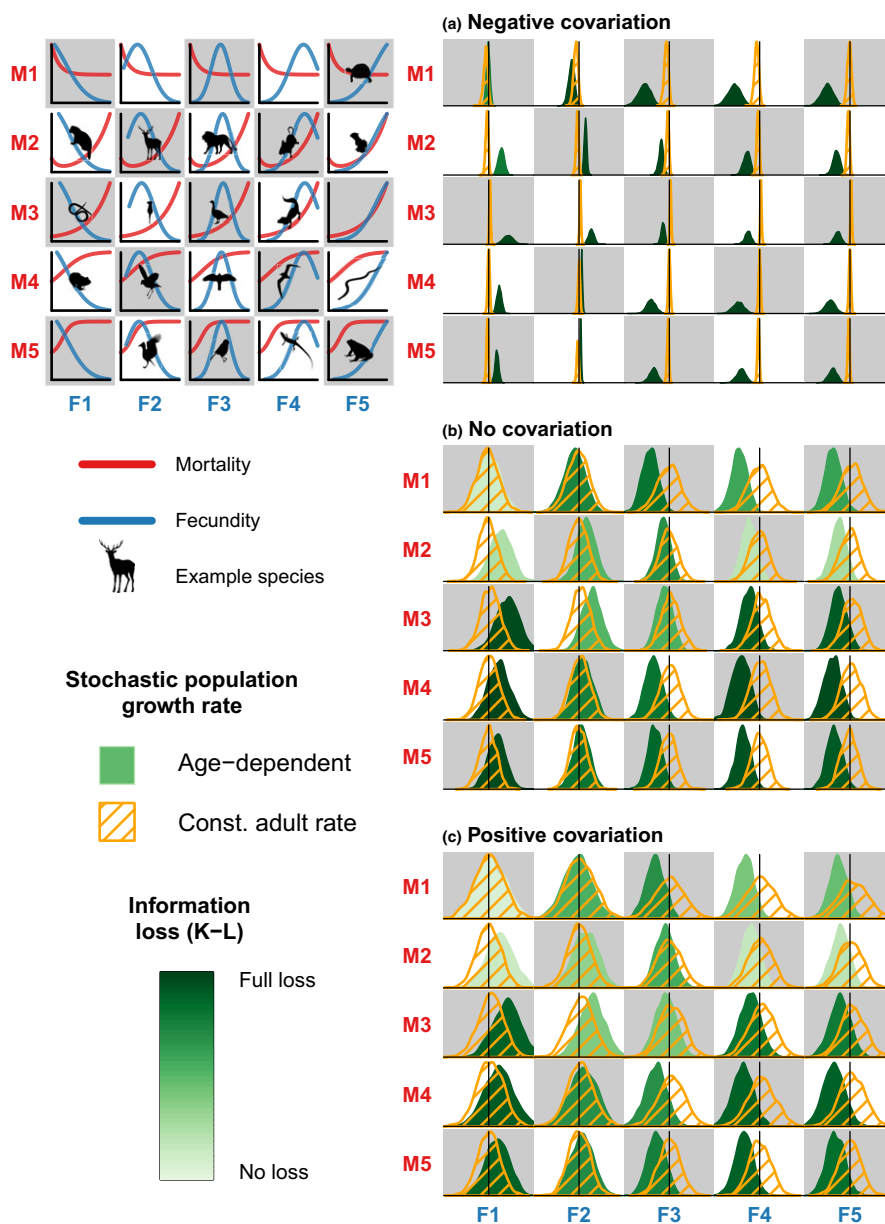 M1
M2
M3
M4
M5
F1 F2 F3 F4 F5
Mortality
Fecundity
Example species
Stochastic population
growth rate
Age−dependent
Const. adult rate
Information
loss (K−L)
Full loss
No loss
(a) Negative covariation
M1
M2
M3
M4
M5
(b) No covariation
M1
M2
M3
M4
M5
(c) Positive covariation
M1
M2
M3
M4
M5
F1 F2 F3 F4 F5